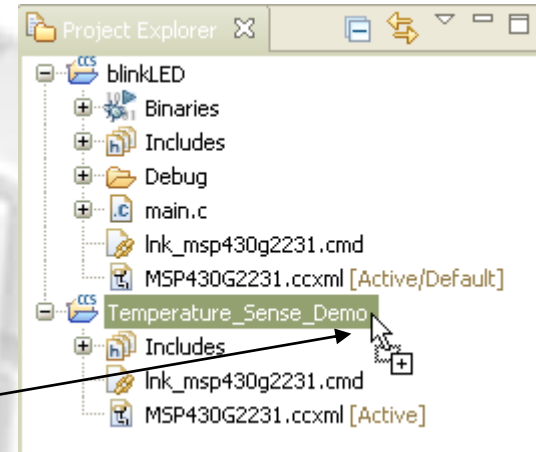 Project Explorer
blinkLED
Binaries
Includes
Debug
main.c
lnk_msp430g2231.cmd
MSP430G2231.ccxml [Active/Default]
Temperature_Sense_Demo
Includes
lnk_msp430g2231.cmd
MSP430G2231.ccxml [Active]